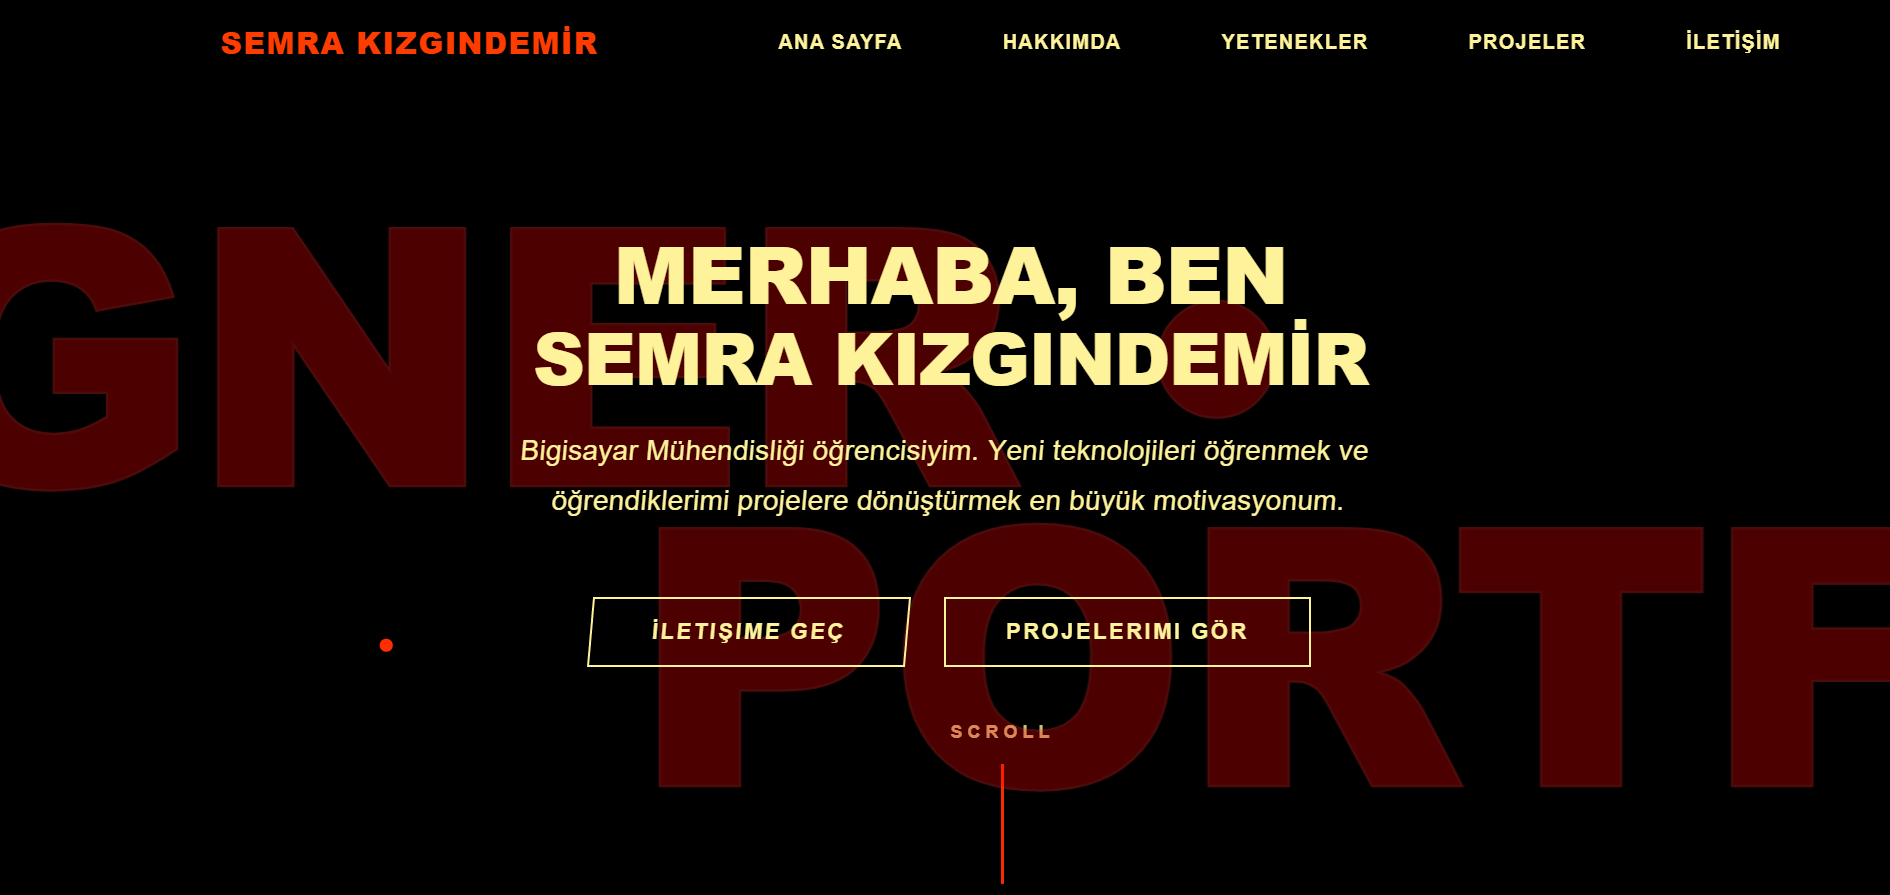 SEMRA KIZGINDEMİR
ANA SAYFA
HAKKIMDA
YETENEKLER
PROJELER
İLETİŞİM
GNER •
MERHABA, BEN
SEMRA KIZGINDEMİR
Bigisayar Mühendisliği öğrencisiyim. Yeni teknolojileri öğrenmek ve
öğrendiklerimi projelere dönüştürmek en büyük motivasyonum.
PORTF
İLETIŞIME GEÇ
PROJELERIMI GÖR
SCROLL